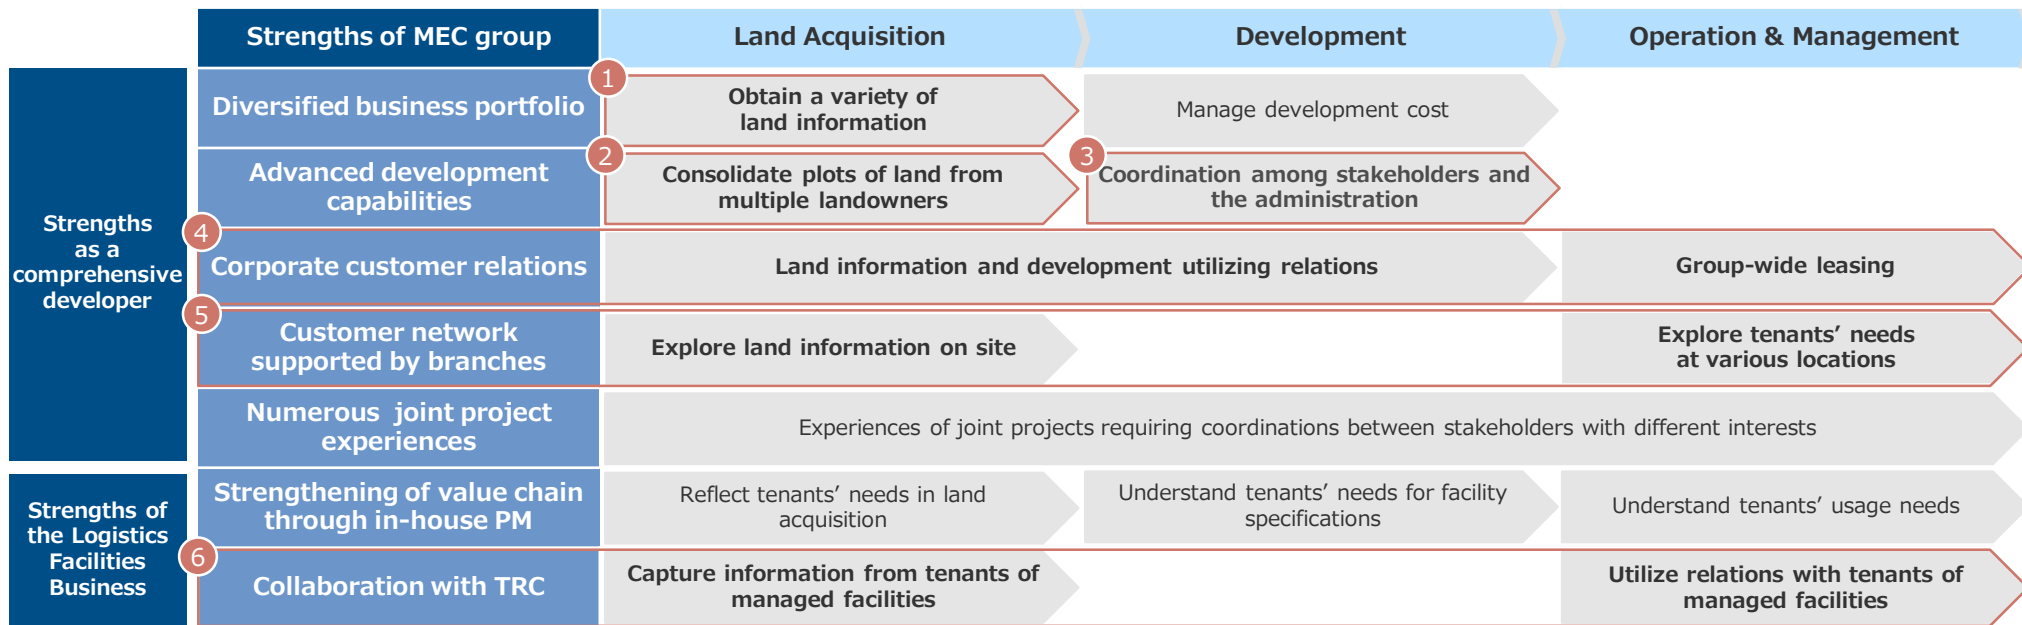 Strengths of MEC group
Land Acquisition
Development
Operation & Management
Strengths
as a
comprehensive
developer
1
Diversified business portfolio
Obtain a variety of
land information
Manage development cost
2
Advanced development
capabilities
Consolidate plots of land from
multiple landowners
3
Coordination among stakeholders and
the administration
4
Corporate customer relations
Land information and development utilizing relations
Group-wide leasing
5
Customer network
supported by branches
Explore land information on site
Explore tenants’ needs
at various locations
Numerous joint project
experiences
Experiences of joint projects requiring coordinations between stakeholders with different interests
Strengths of
the Logistics
Facilities
Business
Strengthening of value chain
through in-house PM
Reflect tenants’ needs in land
acquisition
Understand tenants’ needs for facility
specifications
Understand tenants’ usage needs
6
Collaboration with TRC
Capture information from tenants of
managed facilities
Utilize relations with tenants of
managed facilities